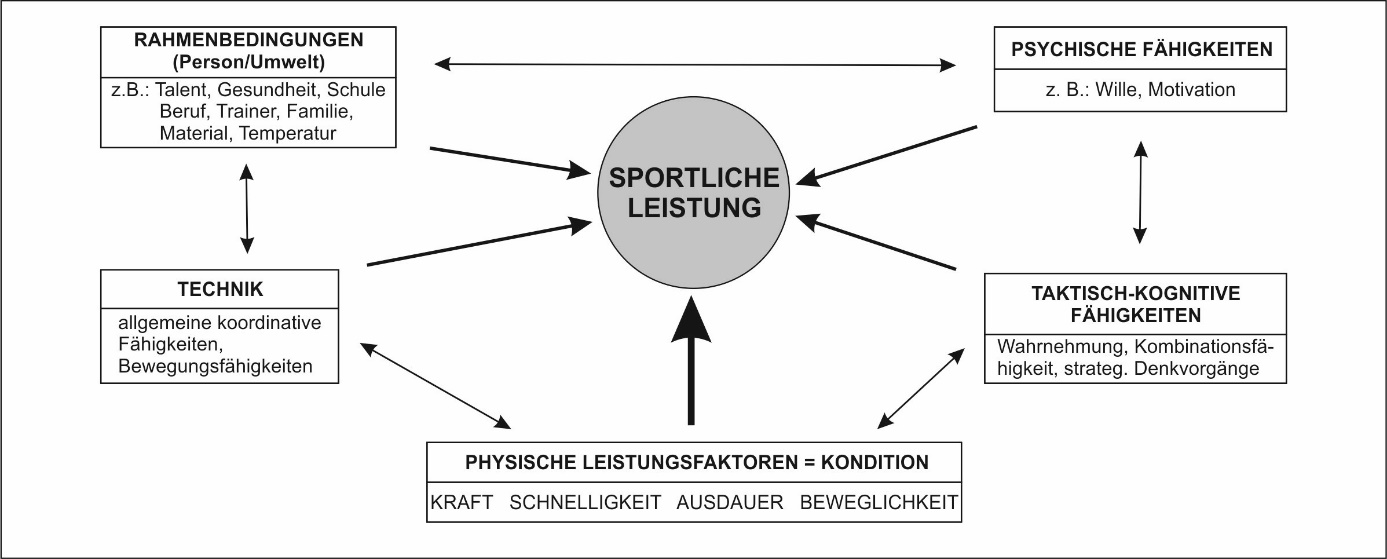 RAHMENBEDINGUNGEN
(Person/Umwelt)
z.B.: Talent, Gesundheit, Schule
Beruf, Trainer, Familie,
Material, Temperatur
PSYCHISCHE FÄHIGKEITEN
z. B.: Wille, Motivation
SPORTLICHE
LEISTUNG
TECHNIK
allgemeine koordinative
Fähigkeiten,
Bewegungsfähigkeiten
TAKTISCH-KOGNITIVE
FÄHIGKEITEN
Wahrnehmung, Kombinationsfä-
higkeit, strateg. Denkvorgänge
PHYSISCHE LEISTUNGSFAKTOREN = KONDITION
KRAFT SCHNELLIGKEIT AUSDAUER BEWEGLICHKEIT